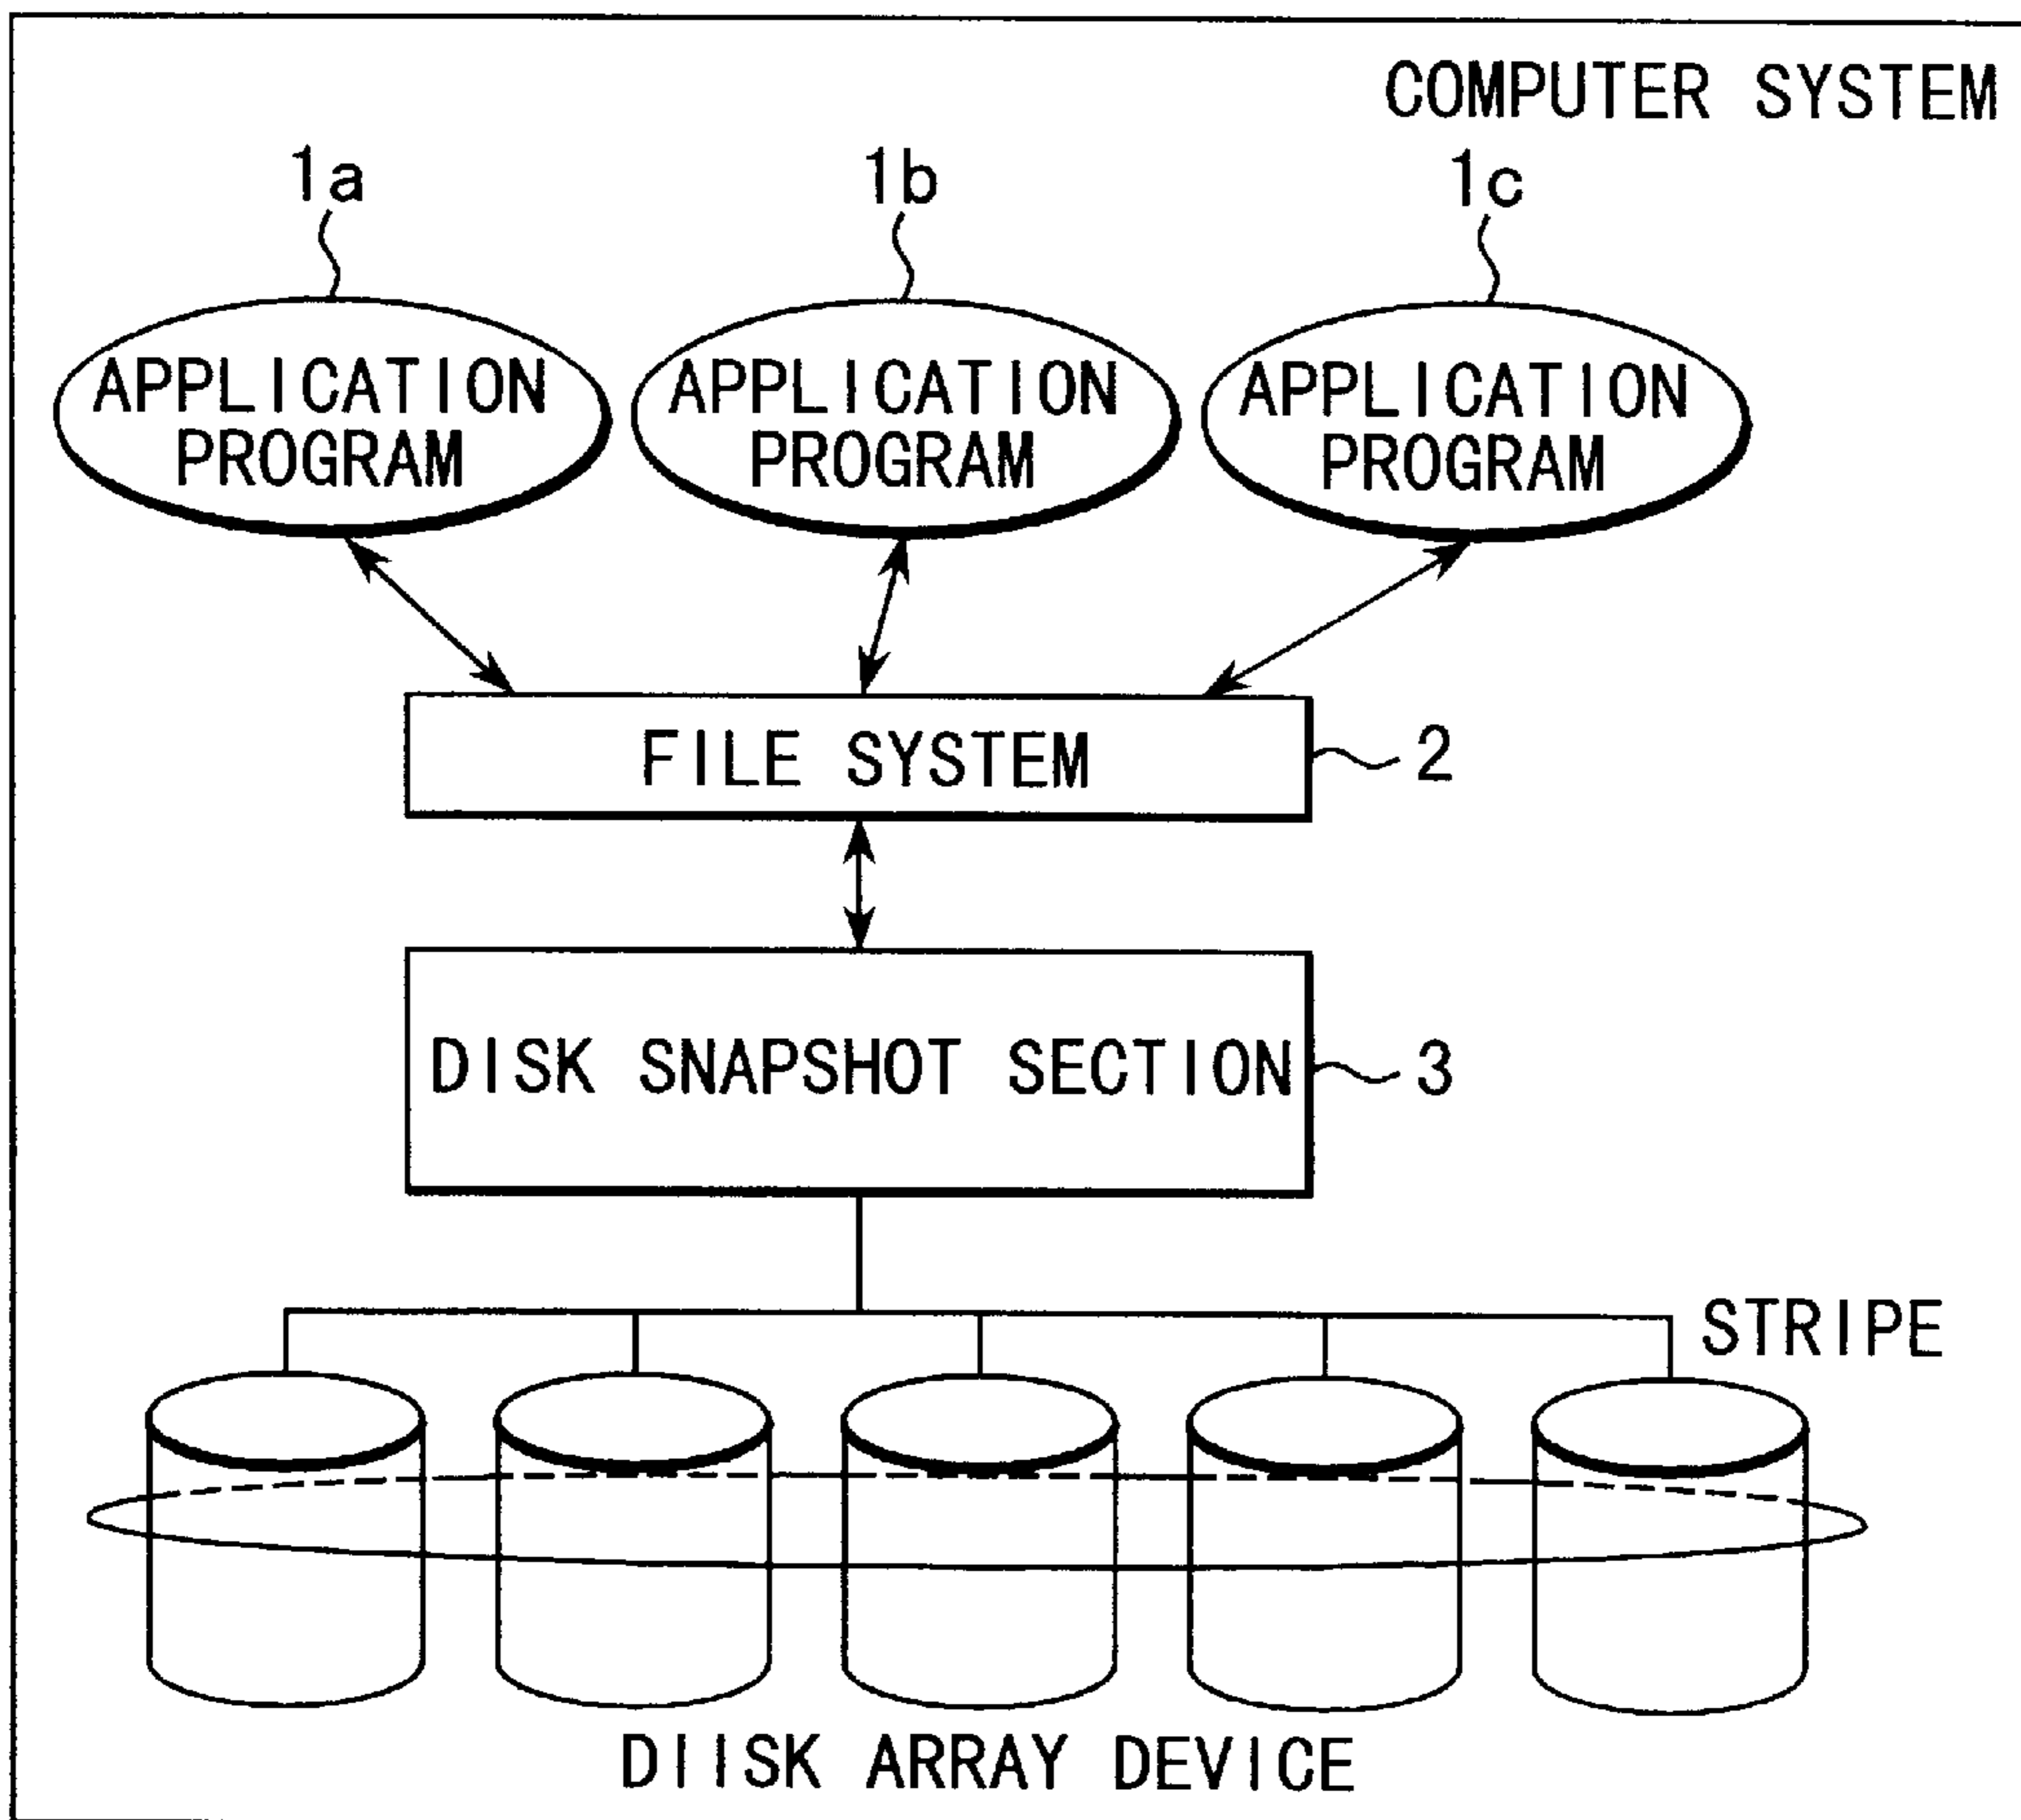 COMPUTER SYSTEM
1a
1b
1c
APPLICATION
PROGRAM
APPLICATION
PROGRAM
APPLICATION
PROGRAM
FILE SYSTEM
2
DISK SNAPSHOT SECTION
3
STRIPE
DIISK ARRAY DEVICE